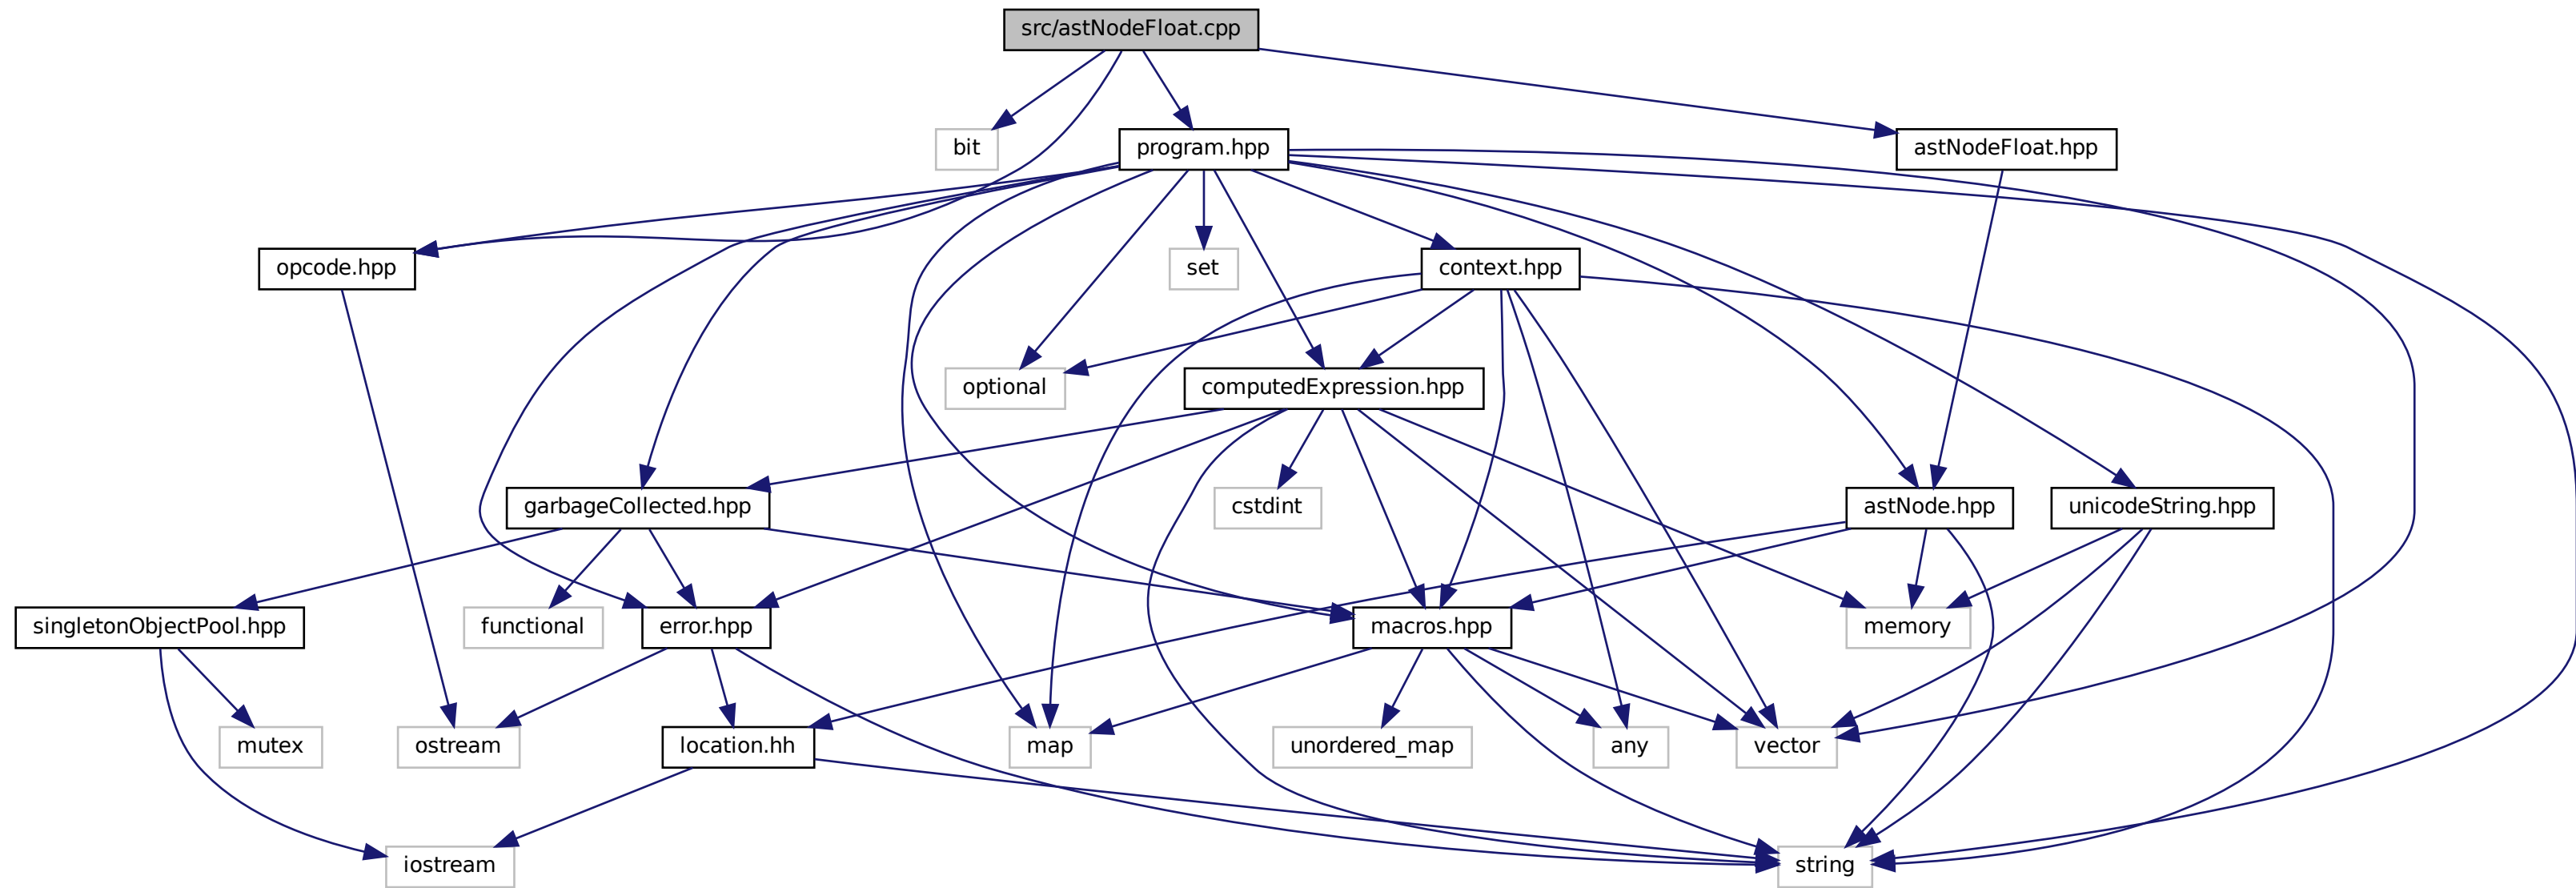 src/astNodeFloat.cpp
bit
program.hpp
astNodeFloat.hpp
opcode.hpp
set
context.hpp
optional
computedExpression.hpp
garbageCollected.hpp
cstdint
astNode.hpp
unicodeString.hpp
singletonObjectPool.hpp
functional
error.hpp
macros.hpp
memory
mutex
ostream
location.hh
map
unordered_map
any
vector
iostream
string